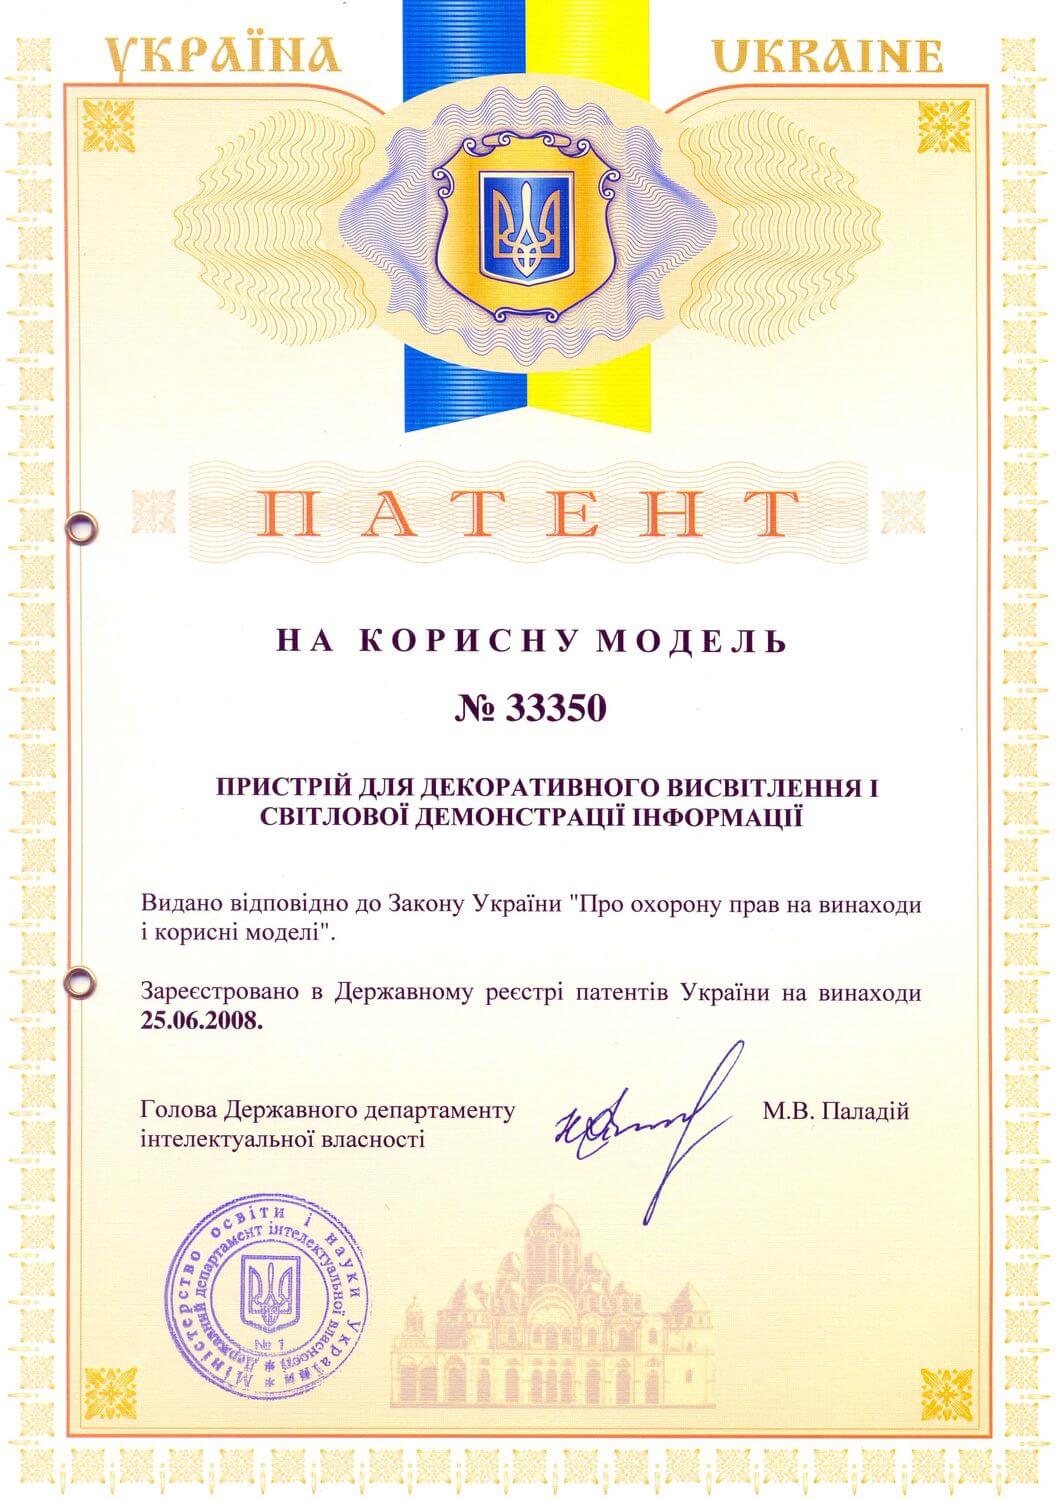 УКРАЇНА
UKRAINE
ПАТЕНТ
НА КОРИСНУ МОДЕЛЬ
№ 33350
ПРИСТРІЙ ДЛЯ ДЕКОРАТИВНОГО ВИСВІТЛЕННЯ І
СВІТЛОВОЇ ДЕМОНСТРАЦІЇ ІНФОРМАЦІЇ
Видано відповідно до Закону України "Про охорону прав на винаходи
і корисні моделі".
Зареєстровано в Державному реєстрі патентів України на винаходи
25.06.2008.
Голова Державного департаменту
інтелектуальної власності
М.В. Паладій
Міністерство освіти і науки України
Державний департамент інтелектуальної власності
№ 1